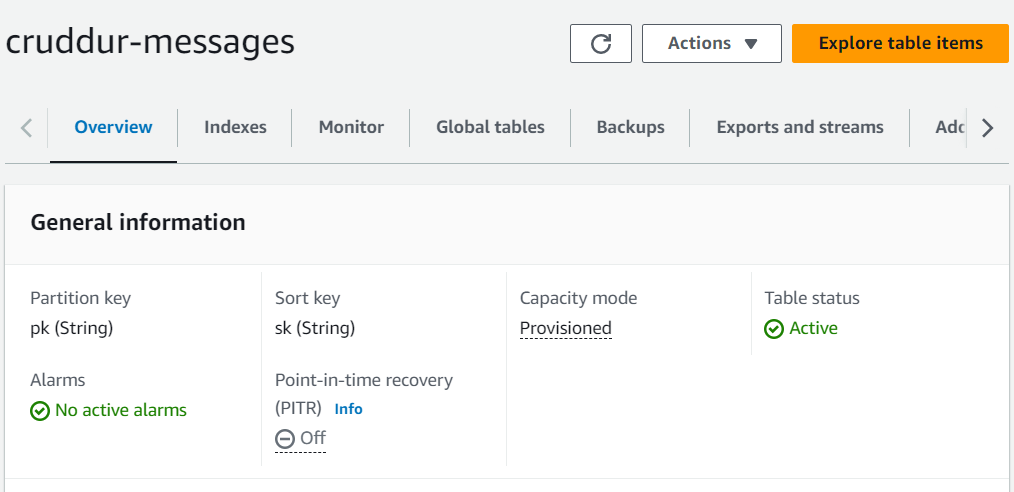 cruddur-messages
Actions
Explore table items
Overview
Indexes
Monitor
Global tables
Backups
Exports and streams
General information
Partition key
pk (String)
Sort key
sk (String)
Capacity mode
Provisioned
Table status
Active
Alarms
No active alarms
Point-in-time recovery
(PITR) Info
Off